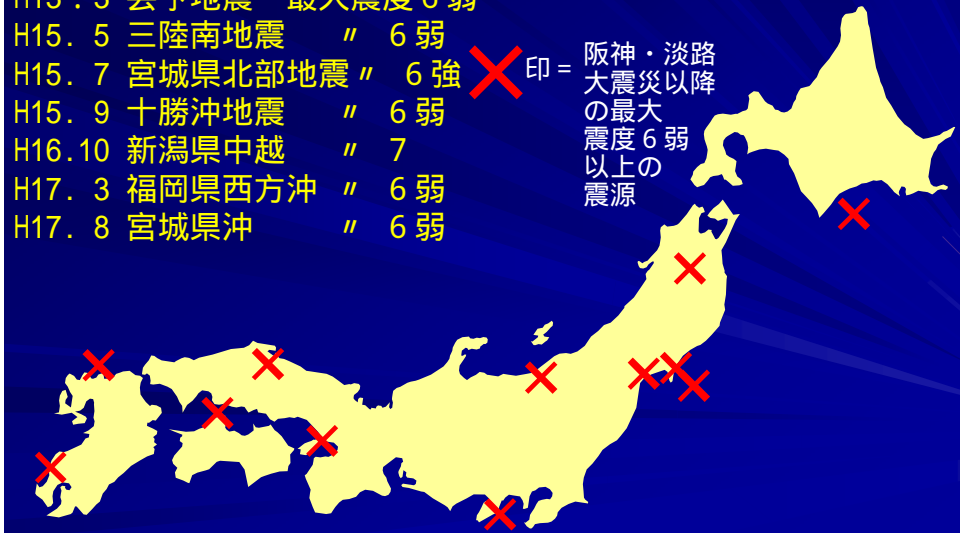 H15．5 三陸南地震　　〃　6弱
H15．7 宮城県北部地震〃　6強
H15．9 十勝沖地震　　〃　6弱
H16.10 新潟県中越　　〃　7
H17．3 福岡県西方沖　〃　6弱
H17．8 宮城県沖　　　〃　6弱
印＝
阪神・淡路
大震災以降
の最大
震度６弱
以上の
震源